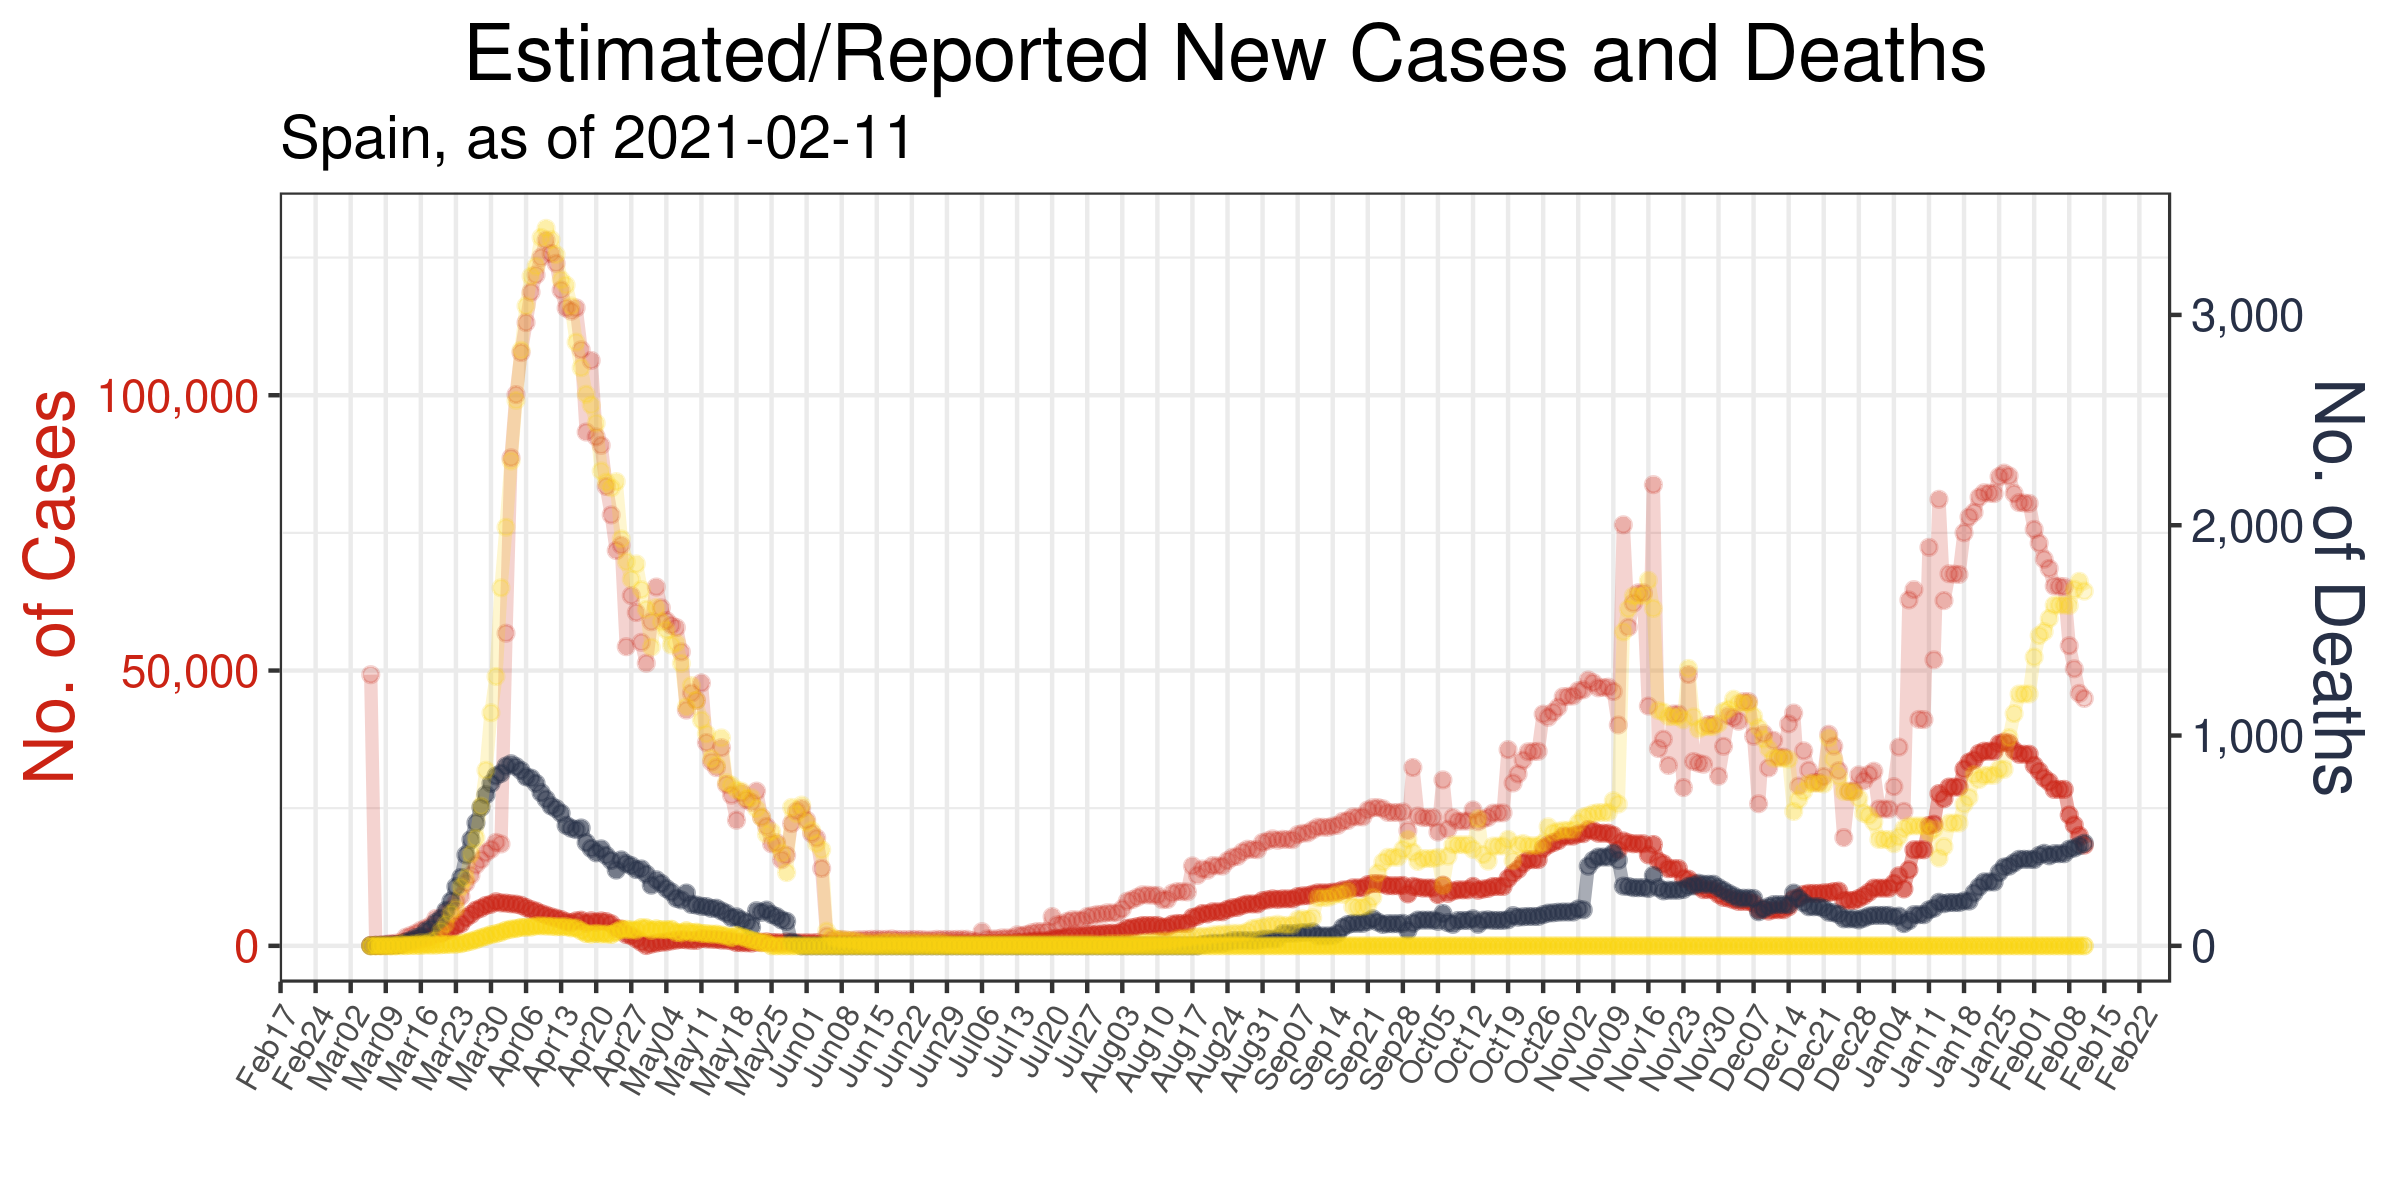 Estimated/Reported New Cases and Deaths
Spain, as of 2021-02-11
No. of Cases
100,000
50,000
0
3,000
2,000
1,000
0
No. of Deaths
Feb17
Feb24
Mar02
Mar09
Mar16
Mar23
Mar30
Apr06
Apr13
Apr20
Apr27
May04
May11
May18
May25
Jun01
Jun08
Jun15
Jun22
Jun29
Jul06
Jul13
Jul20
Jul27
Aug03
Aug10
Aug17
Aug24
Aug31
Sep07
Sep14
Sep21
Sep28
Oct05
Oct12
Oct19
Oct26
Nov02
Nov09
Nov16
Nov23
Nov30
Dec07
Dec14
Dec21
Dec28
Jan04
Jan11
Jan18
Jan25
Feb01
Feb08
Feb15
Feb22